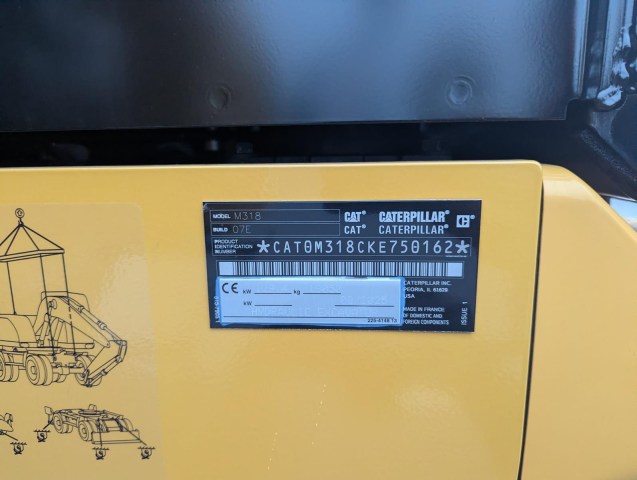 MODEL M318 CAT® CATERPILLAR®
BUILD 07E CAT® CATERPILLAR®
PRODUCT
IDENTIFICATION
NUMBER
*CAT0M318CKE750162*
CE kW kg
kW
CATERPILLAR INC.
PEORIA, IL 61629
USA
MADE IN FRANCE
OF DOMESTIC AND
FOREIGN COMPONENTS
ISSUE 1